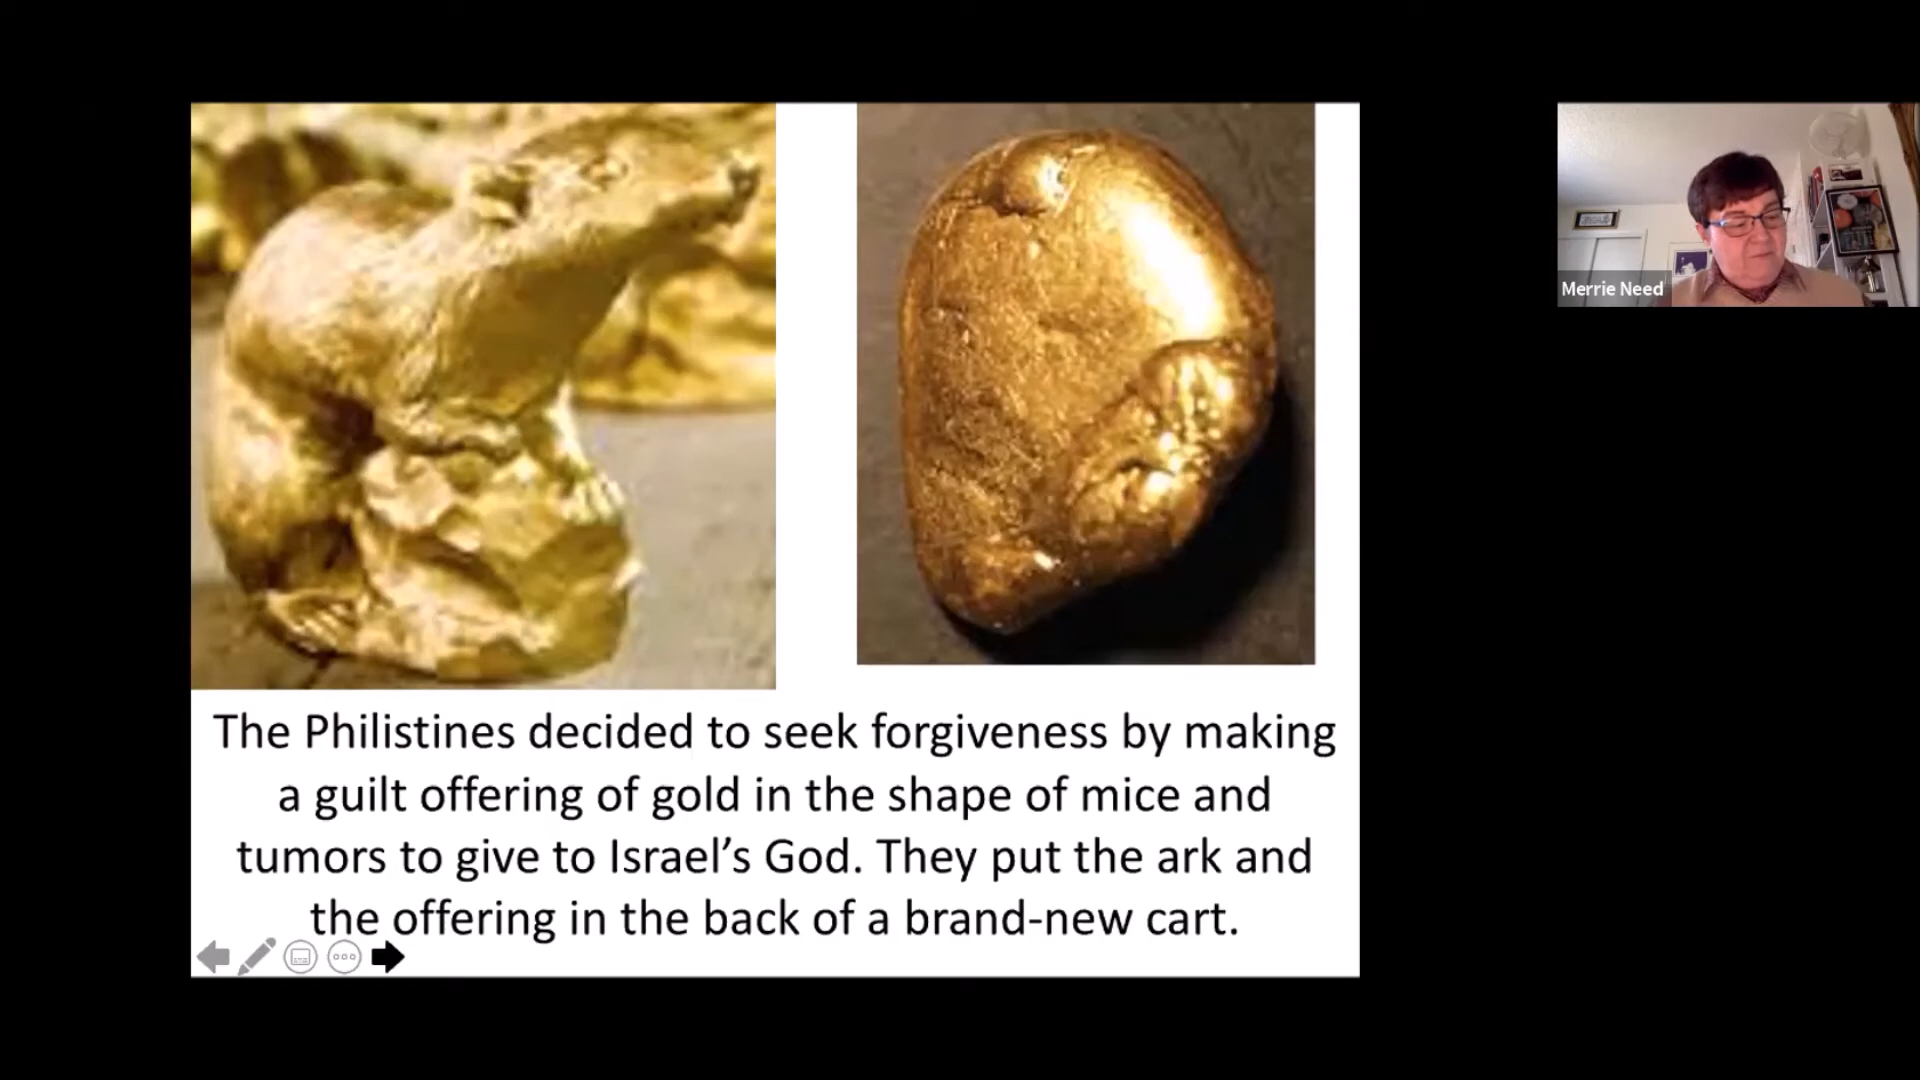 Merrie Need
The Philistines decided to seek forgiveness by making
a guilt offering of gold in the shape of mice and
tumors to give to Israel’s God. They put the ark and
the offering in the back of a brand-new cart.